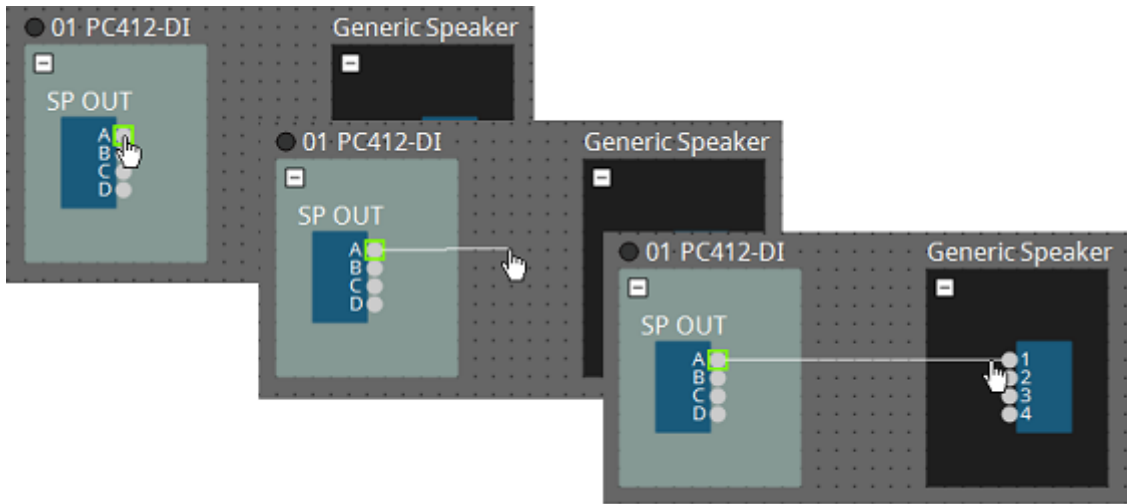 01 PC412-DI
Generic Speaker
SP OUT
A
B
C
D
01 PC412-DI
Generic Speaker
SP OUT
A
B
C
D
01 PC412-DI
Generic Speaker
SP OUT
A
B
C
D
1
2
3
4